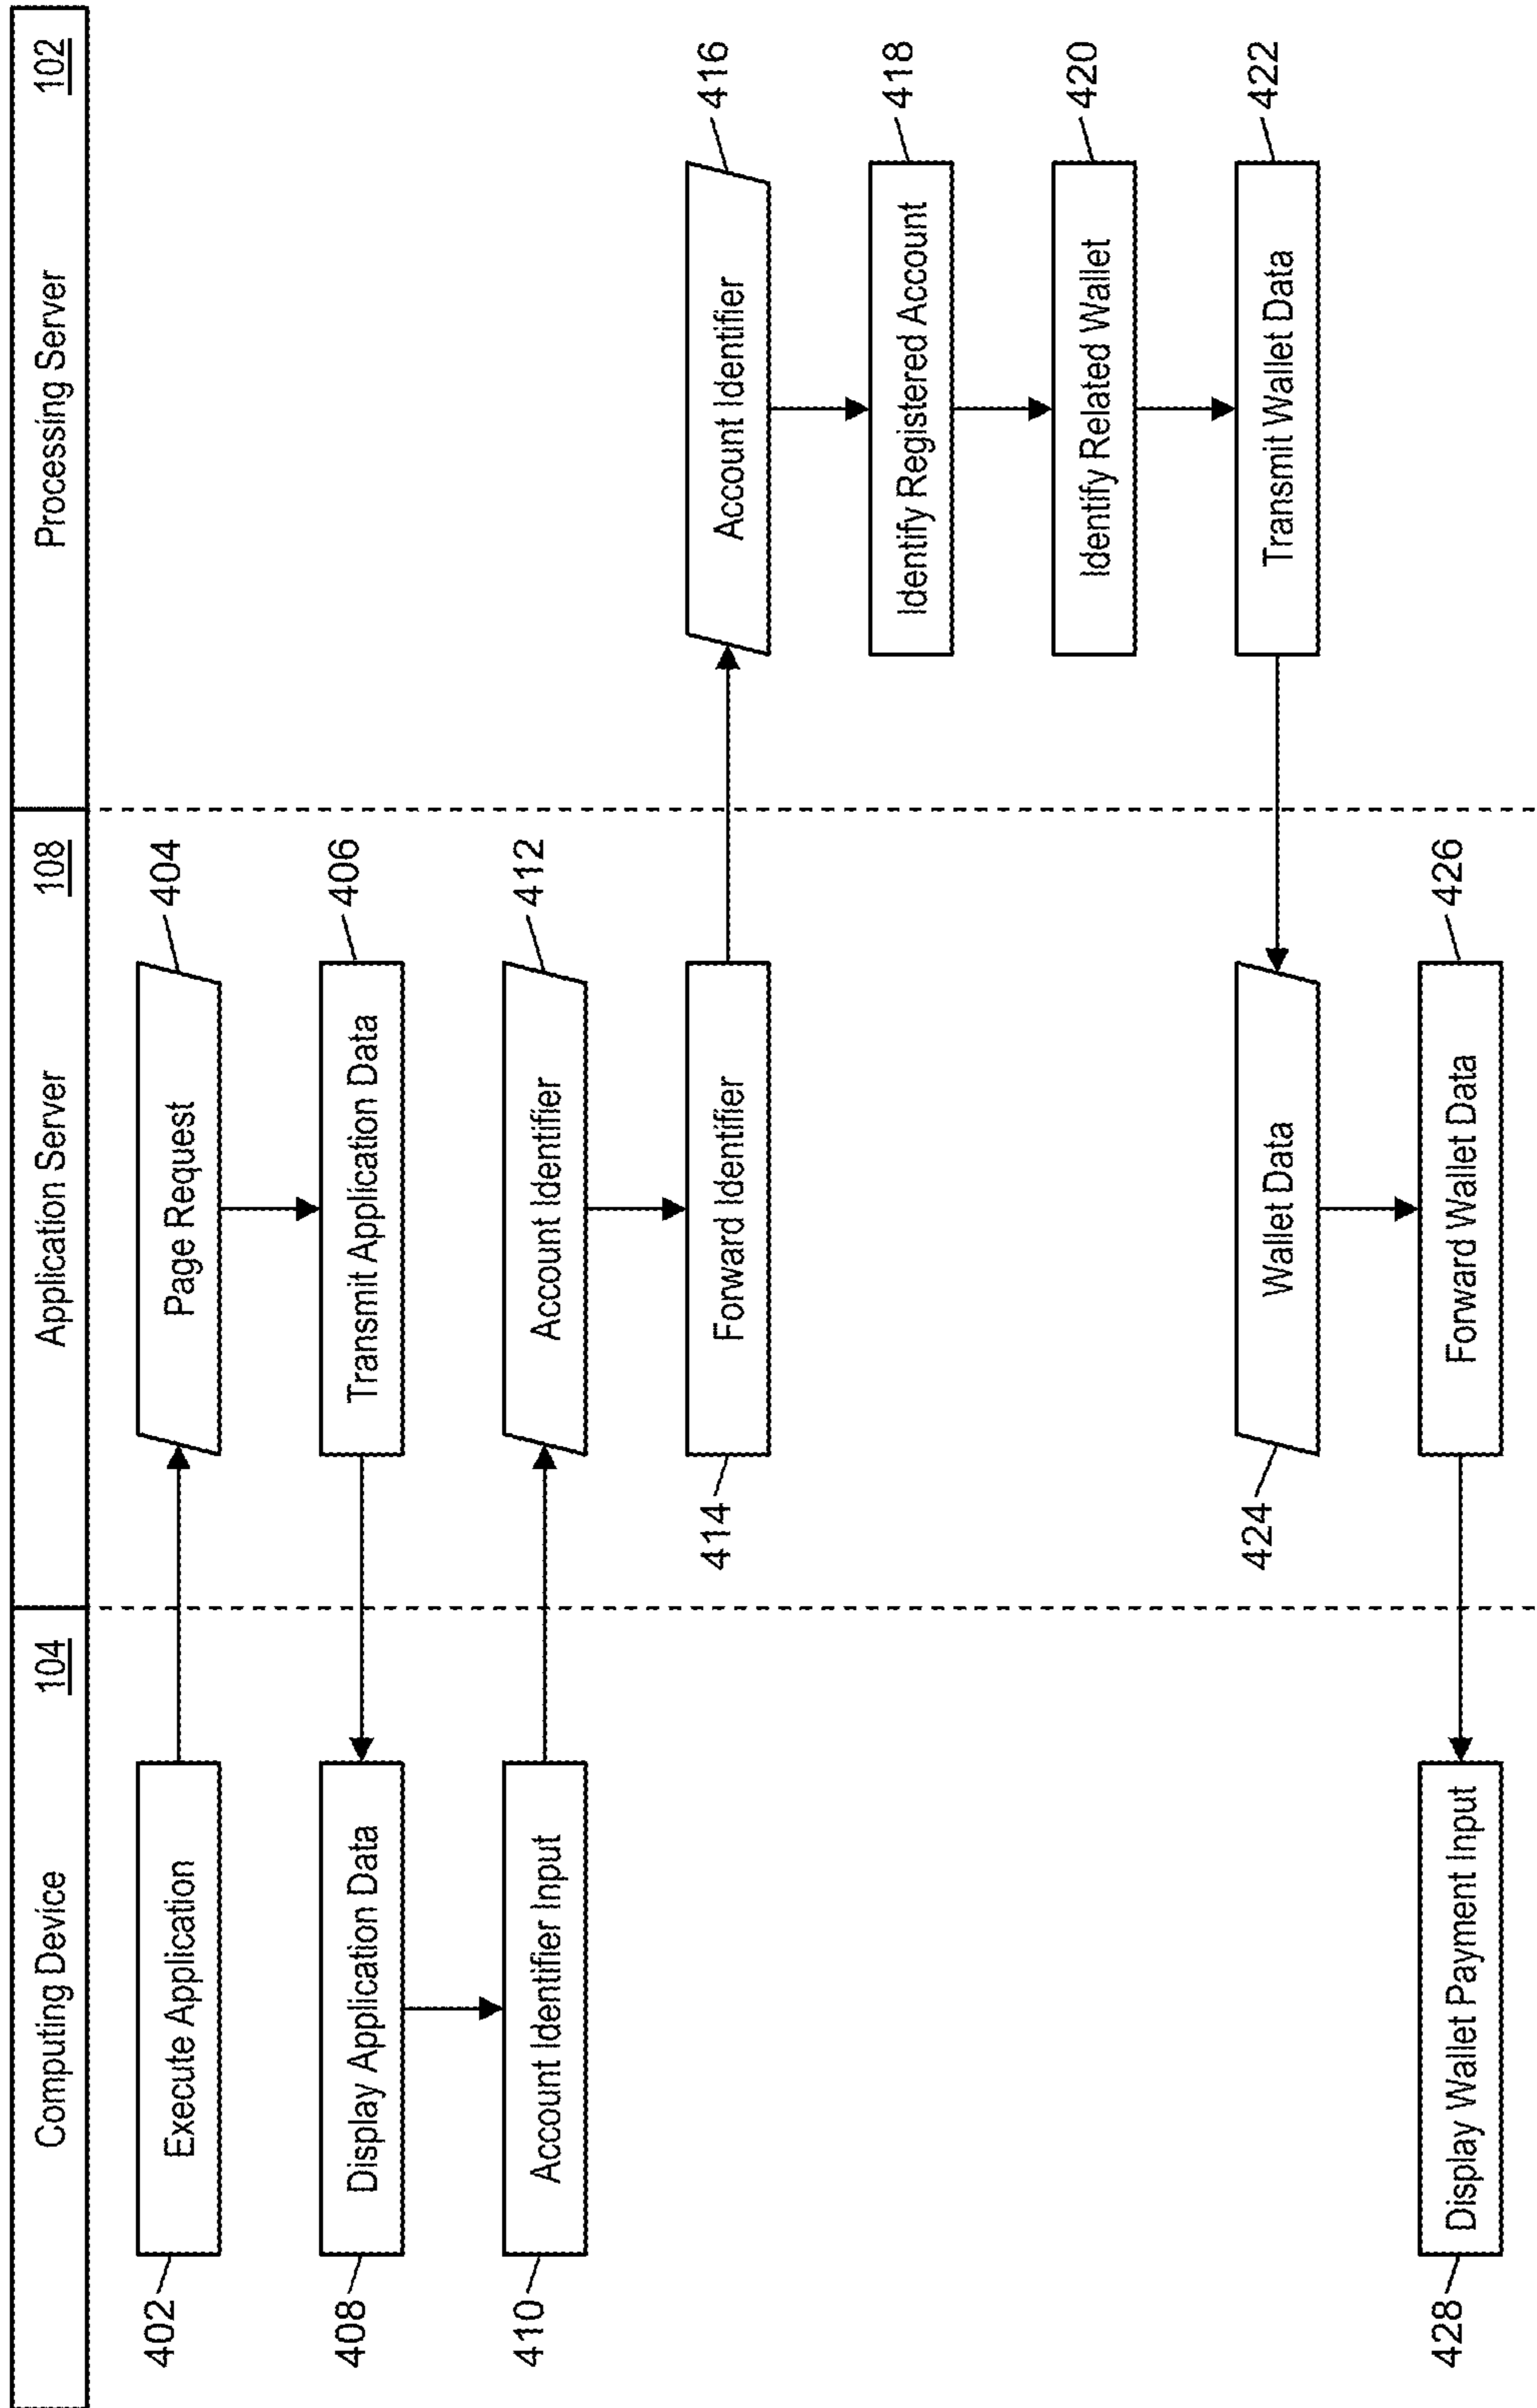 Computing Device 104
Application Server 108
Processing Server 102
402 Execute Application
Page Request 404
Transmit Application Data 406
408 Display Application Data
410 Account Identifier Input
Account Identifier 412
414 Forward Identifier
Account Identifier 416
Identify Registered Account 418
Identify Related Wallet 420
Transmit Wallet Data 422
424 Wallet Data
Forward Wallet Data 426
428 Display Wallet Payment Input